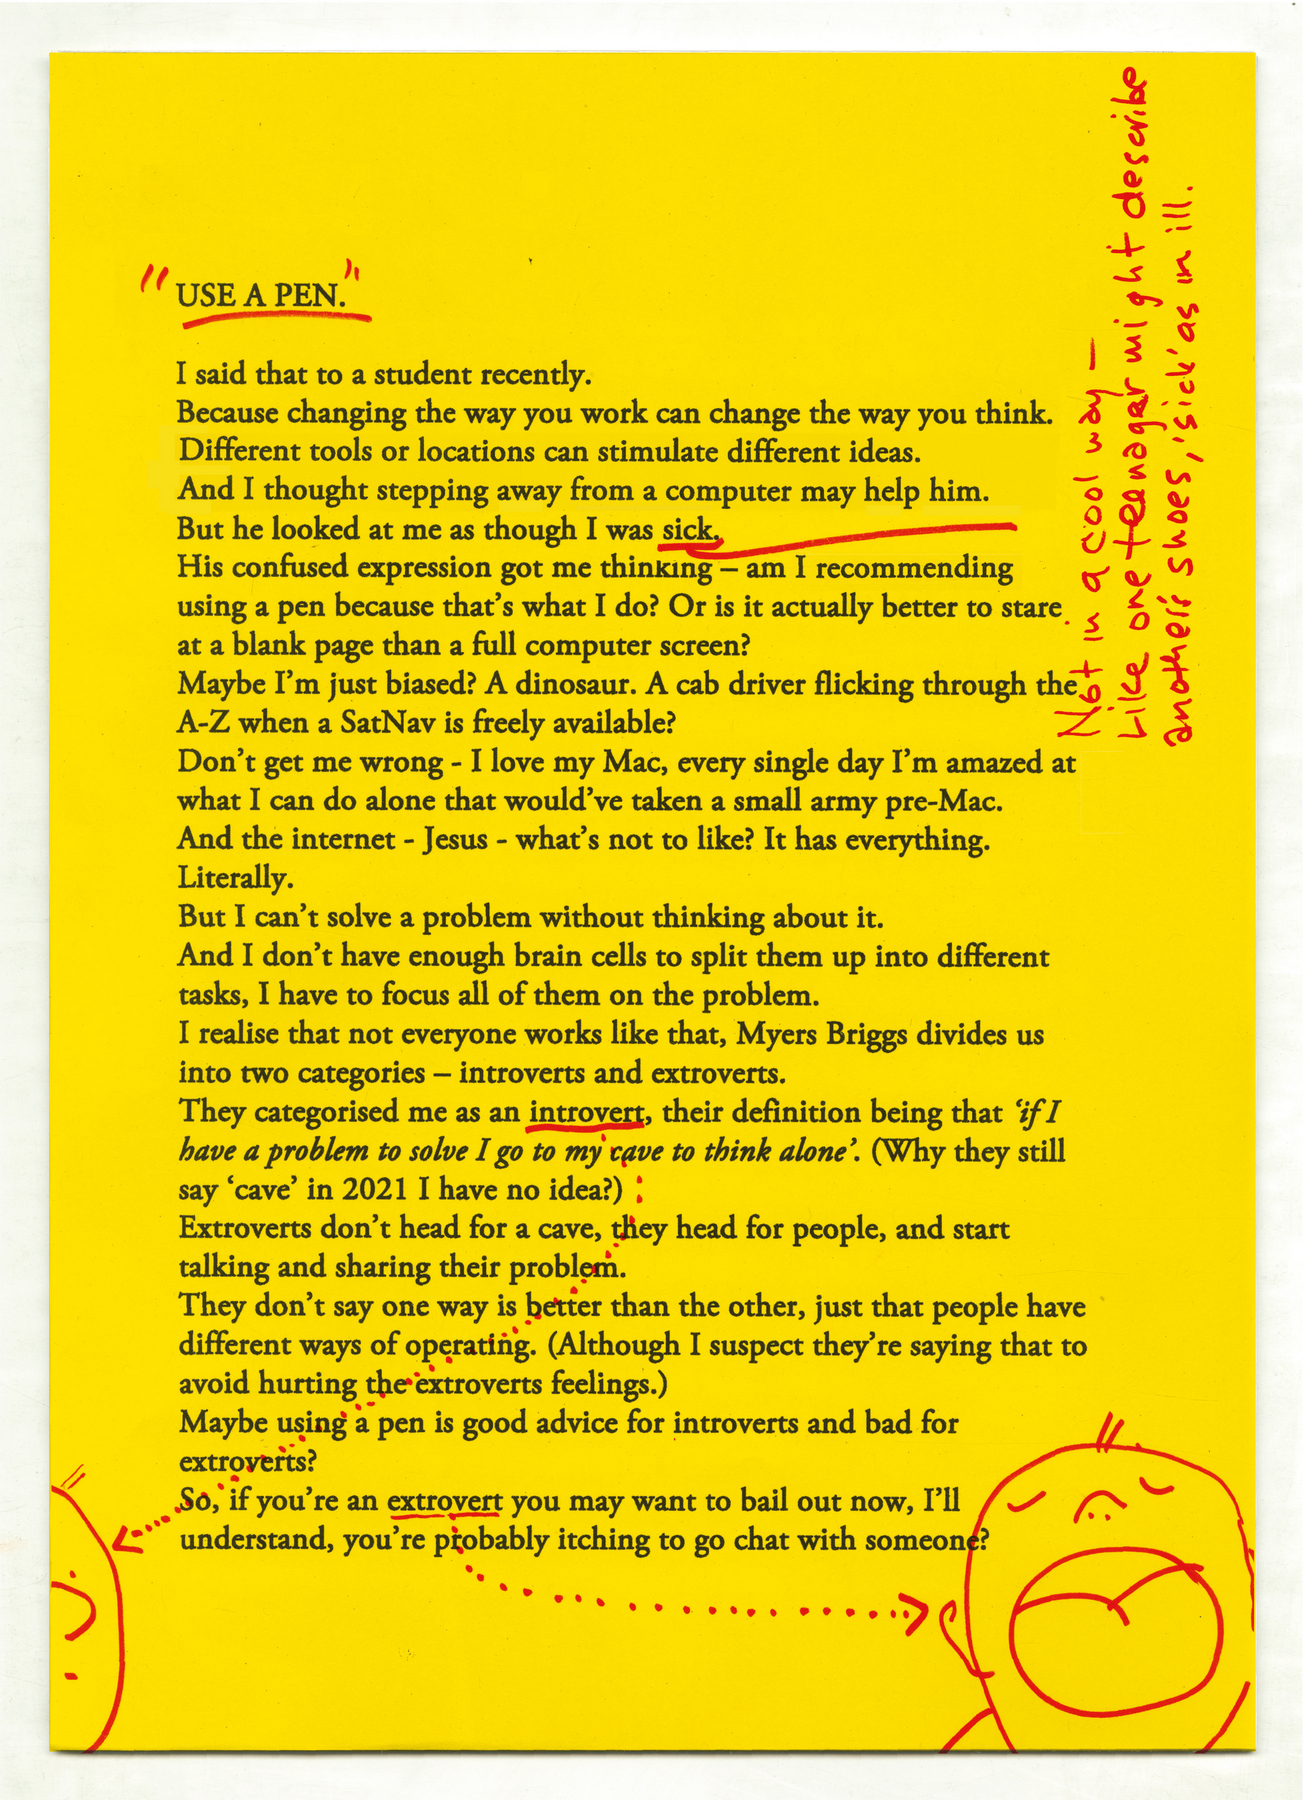 "USE A PEN."
I said that to a student recently.
Because changing the way you work can change the way you think.
Different tools or locations can stimulate different ideas.
And I thought stepping away from a computer may help him.
But he looked at me as though I was sick.
His confused expression got me thinking – am I recommending
using a pen because that's what I do? Or is it actually better to stare
at a blank page than a full computer screen?
Maybe I'm just biased? A dinosaur. A cab driver flicking through the
A-Z when a SatNav is freely available?
Don't get me wrong - I love my Mac, every single day I'm amazed at
what I can do alone that would've taken a small army pre-Mac.
And the internet - Jesus - what's not to like? It has everything.
Literally.
But I can't solve a problem without thinking about it.
And I don't have enough brain cells to split them up into different
tasks, I have to focus all of them on the problem.
I realise that not everyone works like that, Myers Briggs divides us
into two categories – introverts and extroverts.
They categorised me as an introvert, their definition being that 'if I
have a problem to solve I go to my cave to think alone'. (Why they still
say 'cave' in 2021 I have no idea?)
Extroverts don't head for a cave, they head for people, and start
talking and sharing their problem.
They don't say one way is better than the other, just that people have
different ways of operating. (Although I suspect they're saying that to
avoid hurting the extroverts feelings.)
Maybe using a pen is good advice for introverts and bad for
extroverts?
So, if you're an extrovert you may want to bail out now, I'll
understand, you're probably itching to go chat with someone?
Not in a cool way –
Like one teenager might describe
another's shoes, 'sick' as in ill.